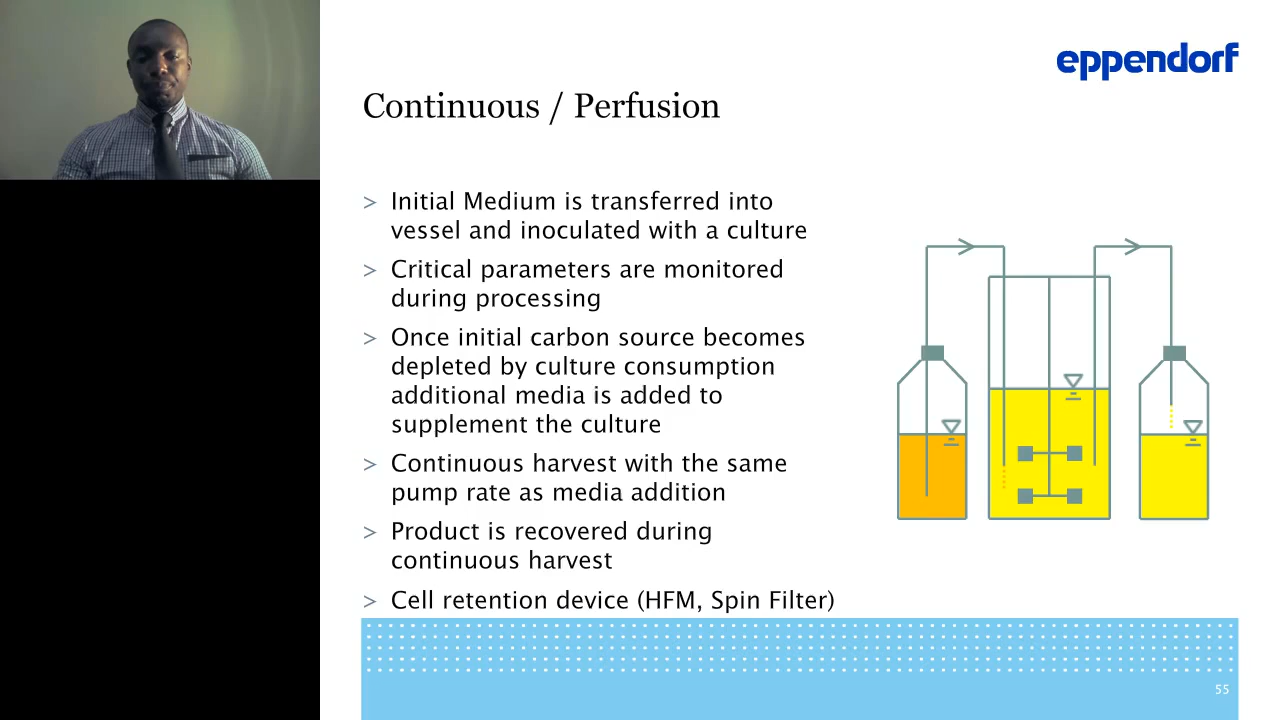 eppendorf
Continuous / Perfusion
> Initial Medium is transferred into
vessel and inoculated with a culture
> Critical parameters are monitored
during processing
> Once initial carbon source becomes
depleted by culture consumption
additional media is added to
supplement the culture
> Continuous harvest with the same
pump rate as media addition
> Product is recovered during
continuous harvest
> Cell retention device (HFM, Spin Filter)
55